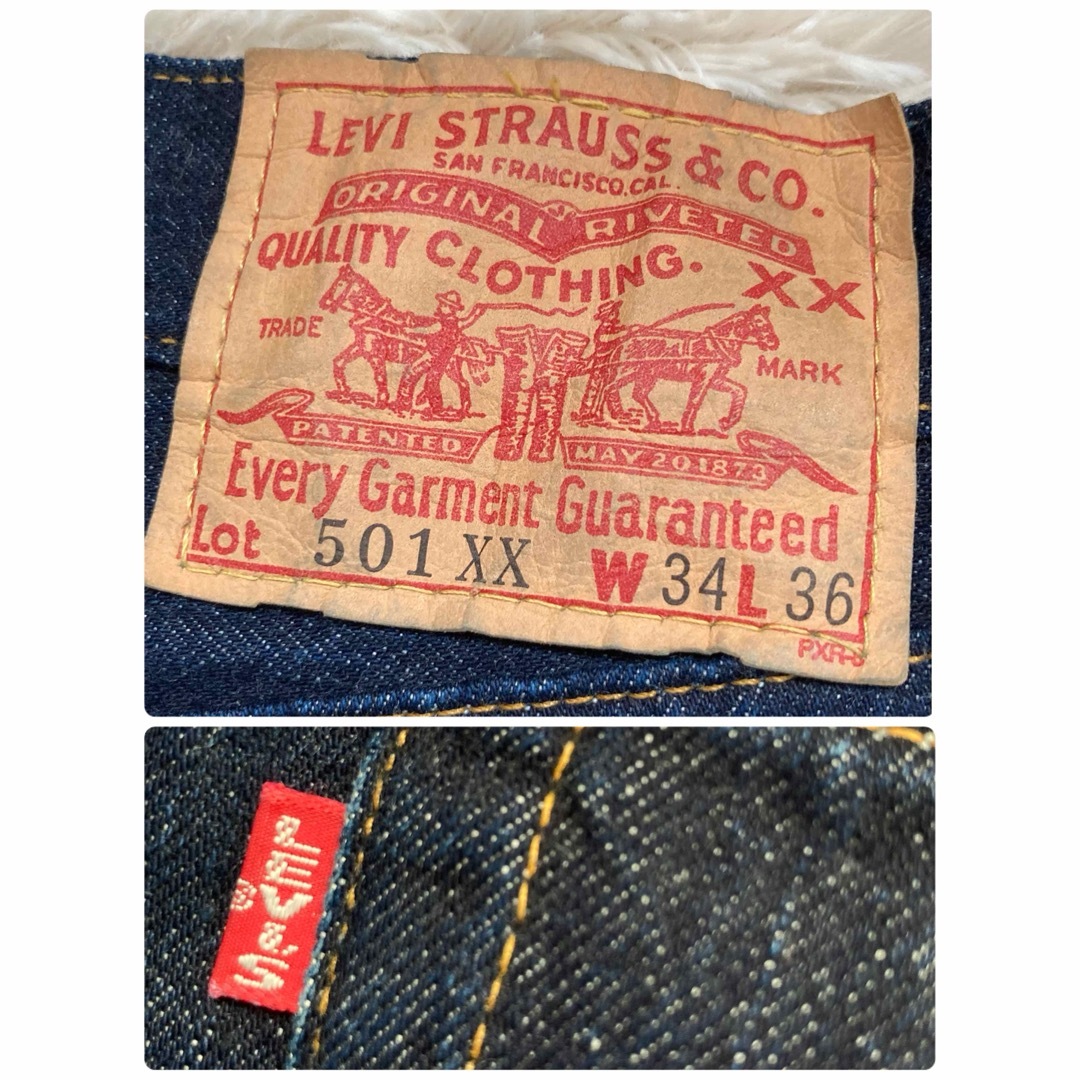 LEVI STRAUSS & CO.
SAN FRANCISCO, CAL.
ORIGINAL RIVETED
QUALITY CLOTHING. XX
TRADE MARK
PATENTED MAY 20 1873
Every Garment Guaranteed
Lot 501 XX W 34 L 36
LEVI'S
®